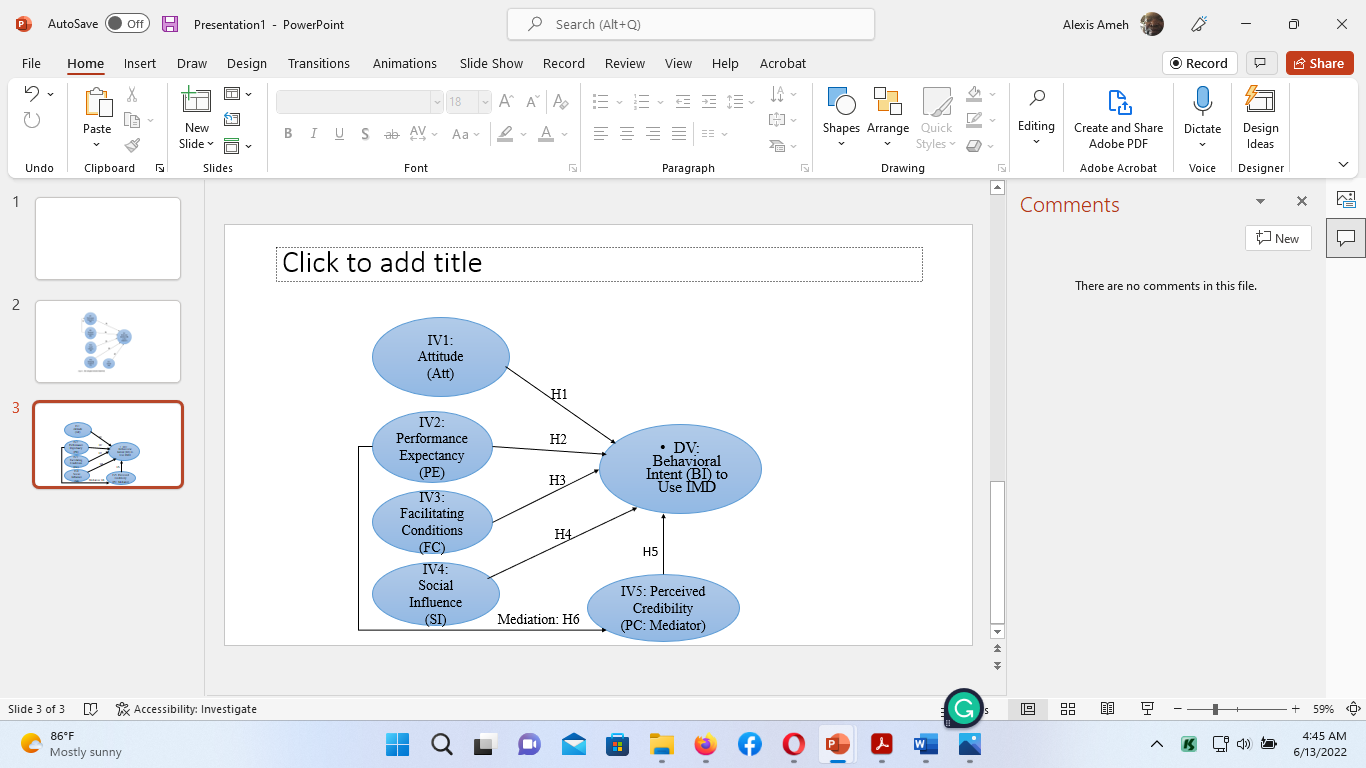 AutoSave Off Presentation1 - PowerPoint Search (Alt+Q) Alexis Ameh
File Home Insert Draw Design Transitions Animations Slide Show Record Review View Help Acrobat Record Share
18
B I U S ab AV Aa A
Paste New Slide Shapes Arrange Quick Styles Editing Create and Share Adobe PDF Dictate Design Ideas
Undo Clipboard Slides Font Paragraph Drawing Adobe Acrobat Voice Designer
1
2
3
Click to add title
IV1:
Attitude
(Att)
H1
IV2:
Performance
Expectancy
(PE)
H2
• DV:
Behavioral
Intent (BI) to
Use IMD
IV3:
Facilitating
Conditions
(FC)
H3
IV4:
Social
Influence
(SI)
H4
H5
IV5: Perceived
Credibility
(PC: Mediator)
Mediation: H6
Comments
New
There are no comments in this file.
Slide 3 of 3 Accessibility: Investigate 59%
86°F
Mostly sunny
4:45 AM
6/13/2022